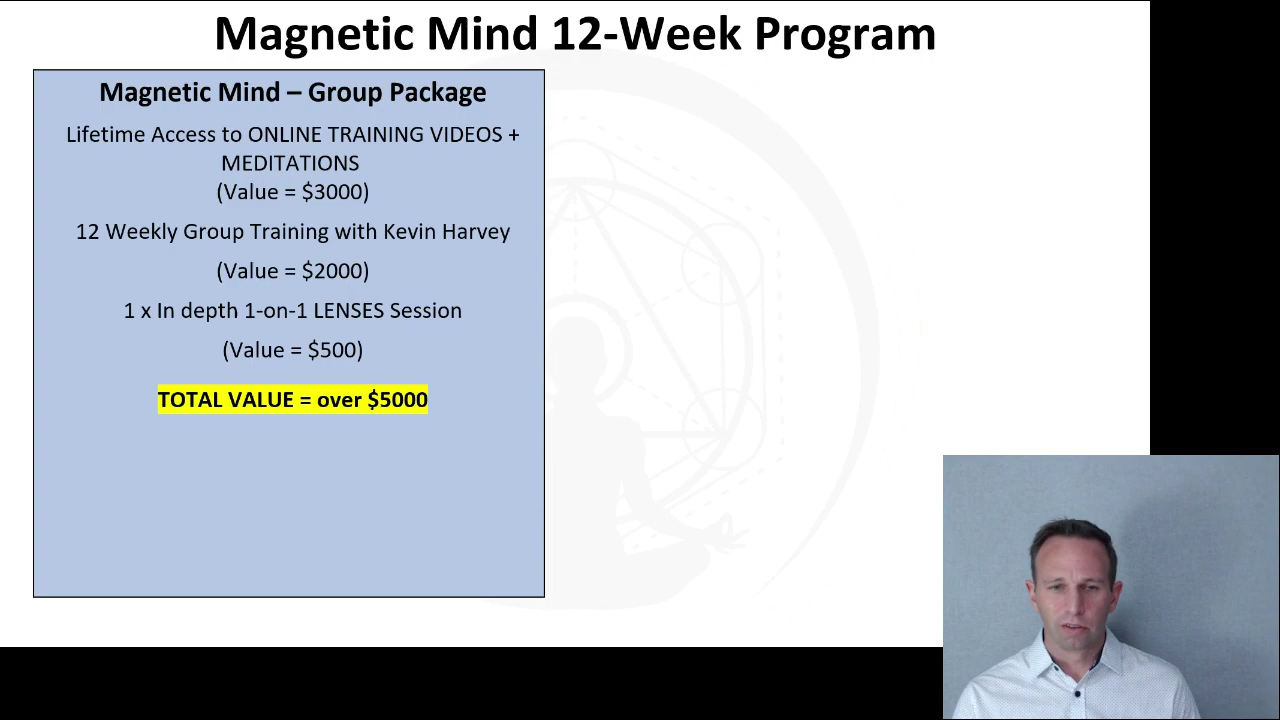 Magnetic Mind 12-Week Program
Magnetic Mind – Group Package
Lifetime Access to ONLINE TRAINING VIDEOS +
MEDITATIONS
(Value = $3000)
12 Weekly Group Training with Kevin Harvey
(Value = $2000)
1 x In depth 1-on-1 LENSES Session
(Value = $500)
TOTAL VALUE = over $5000